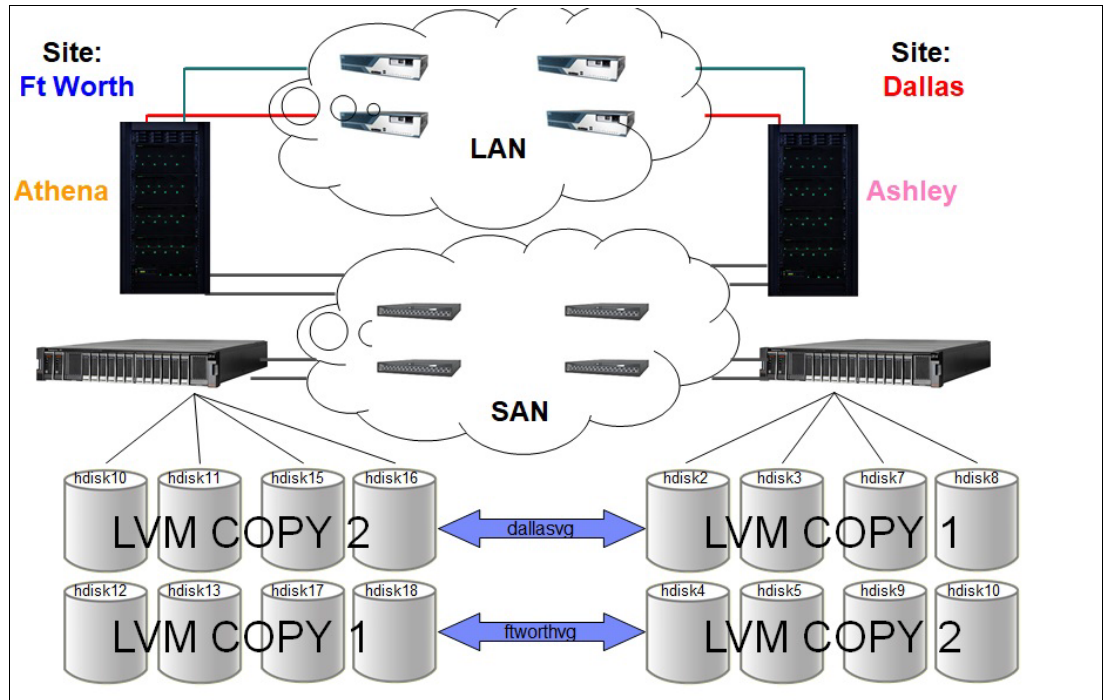 Site:
Ft Worth
Site:
Dallas
LAN
Athena
Ashley
SAN
hdisk10 hdisk11 hdisk15 hdisk16
LVM COPY 2
dallasvg
hdisk2 hdisk3 hdisk7 hdisk8
LVM COPY 1
hdisk12 hdisk13 hdisk17 hdisk18
LVM COPY 1
ftworthvg
hdisk4 hdisk5 hdisk9 hdisk10
LVM COPY 2